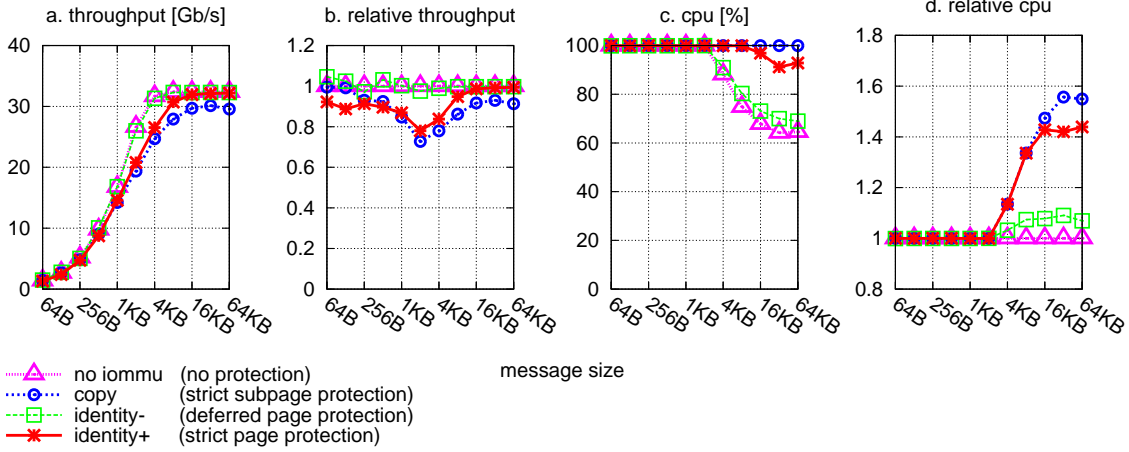 a. throughput [Gb/s]
40
30
20
10
0
64B
256B
1KB
4KB
16KB
64KB
b. relative throughput
1.2
1
0.8
0.6
0.4
0.2
0
64B
256B
1KB
4KB
16KB
64KB
c. cpu [%]
100
80
60
40
20
0
64B
256B
1KB
4KB
16KB
64KB
d. relative cpu
1.8
1.6
1.4
1.2
1
0.8
64B
256B
1KB
4KB
16KB
64KB
message size
no iommu (no protection)
copy (strict subpage protection)
identity- (deferred page protection)
identity+ (strict page protection)